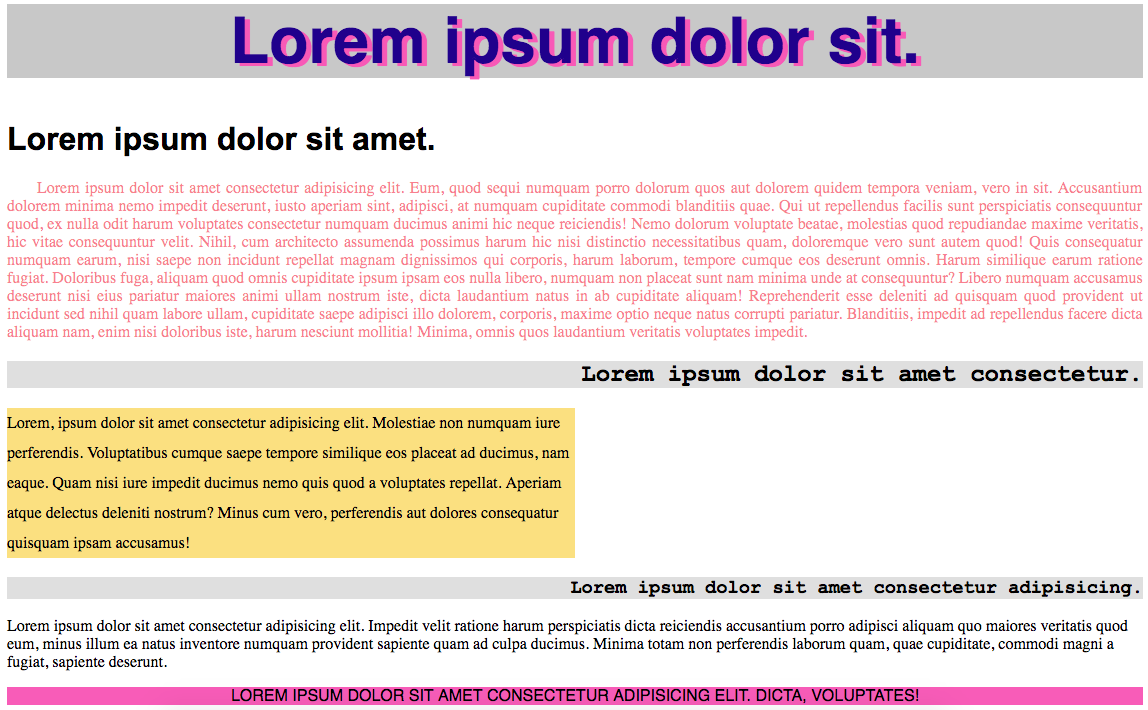 Lorem ipsum dolor sit.
Lorem ipsum dolor sit amet.
Lorem ipsum dolor sit amet consectetur adipisicing elit. Eum, quod sequi numquam porro dolorum quos aut dolorem quidem tempora veniam, vero in sit. Accusantium
dolorem minima nemo impedit deserunt, iusto aperiam sint, adipisci, at numquam cupiditate commodi blanditiis quae. Qui ut repellendus facilis sunt perspiciatis consequuntur
quod, ex nulla odit harum voluptates consectetur numquam ducimus animi hic neque reiciendis! Nemo dolorum voluptate beatae, molestias quod repudiandae maxime veritatis,
hic vitae consequuntur velit. Nihil, cum architecto assumenda possimus harum hic nisi distinctio necessitatibus quam, doloremque vero sunt autem quod! Quis consequatur
numquam earum, nisi saepe non incidunt repellat magnam dignissimos qui corporis, harum laborum, tempore cumque eos deserunt omnis. Harum similique earum ratione
fugiat. Doloribus fuga, aliquam quod omnis cupiditate ipsum ipsam eos nulla libero, numquam non placeat sunt nam minima unde at consequuntur? Libero numquam accusamus
deserunt nisi eius pariatur maiores animi ullam nostrum iste, dicta laudantium natus in ab cupiditate aliquam! Reprehenderit esse deleniti ad quisquam quod provident ut
incidunt sed nihil quam labore ullam, cupiditate saepe adipisci illo dolorem, corporis, maxime optio neque natus corrupti pariatur. Blanditiis, impedit ad repellendus facere dicta
aliquam nam, enim nisi doloribus iste, harum nesciunt mollitia! Minima, omnis quos laudantium veritatis voluptates impedit.
Lorem ipsum dolor sit amet consectetur.
Lorem, ipsum dolor sit amet consectetur adipisicing elit. Molestiae non numquam iure
perferendis. Voluptatibus cumque saepe tempore similique eos placeat ad ducimus, nam
eaque. Quam nisi iure impedit ducimus nemo quis quod a voluptates repellat. Aperiam
atque delectus deleniti nostrum? Minus cum vero, perferendis aut dolores consequatur
quisquam ipsam accusamus!
Lorem ipsum dolor sit amet consectetur adipisicing.
Lorem ipsum dolor sit amet consectetur adipisicing elit. Impedit velit ratione harum perspiciatis dicta reiciendis accusantium porro adipisci aliquam quo maiores veritatis quod
eum, minus illum ea natus inventore numquam provident sapiente quam ad culpa ducimus. Minima totam non perferendis laborum quam, quae cupiditate, commodi magni a
fugiat, sapiente deserunt.
LOREM IPSUM DOLOR SIT AMET CONSECTETUR ADIPISICING ELIT. DICTA, VOLUPTATES!